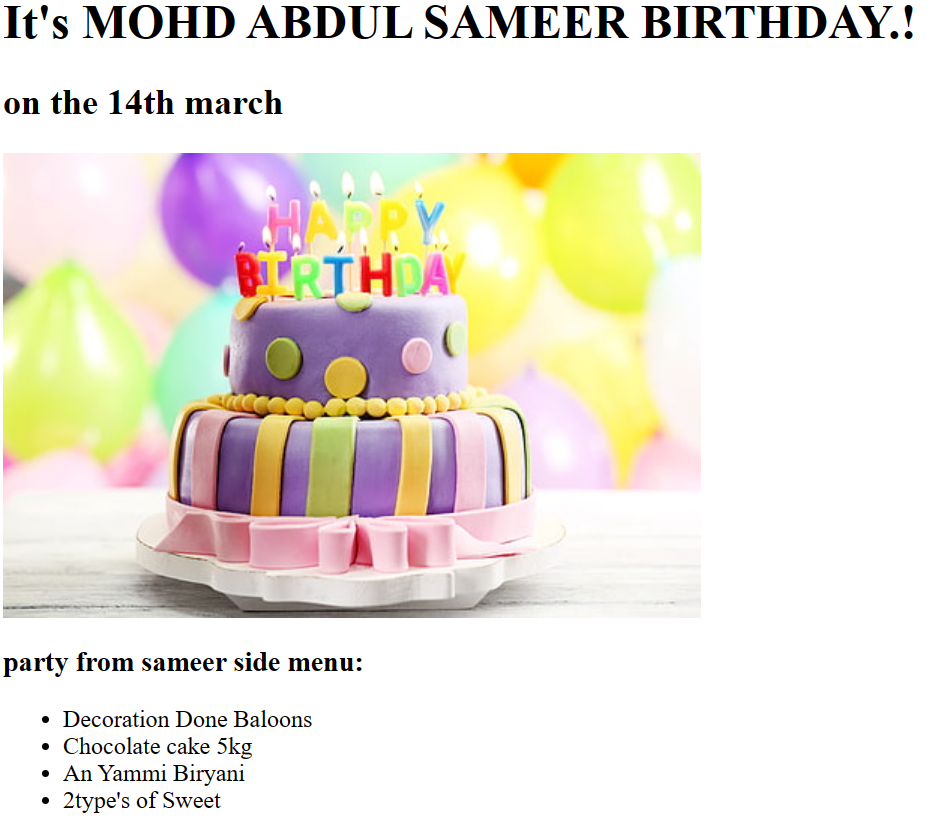 It's MOHD ABDUL SAMEER BIRTHDAY.!
on the 14th march
HAPPY
BIRTHDAY
party from sameer side menu:
Decoration Done Baloons
Chocolate cake 5kg
An Yammi Biryani
2type's of Sweet